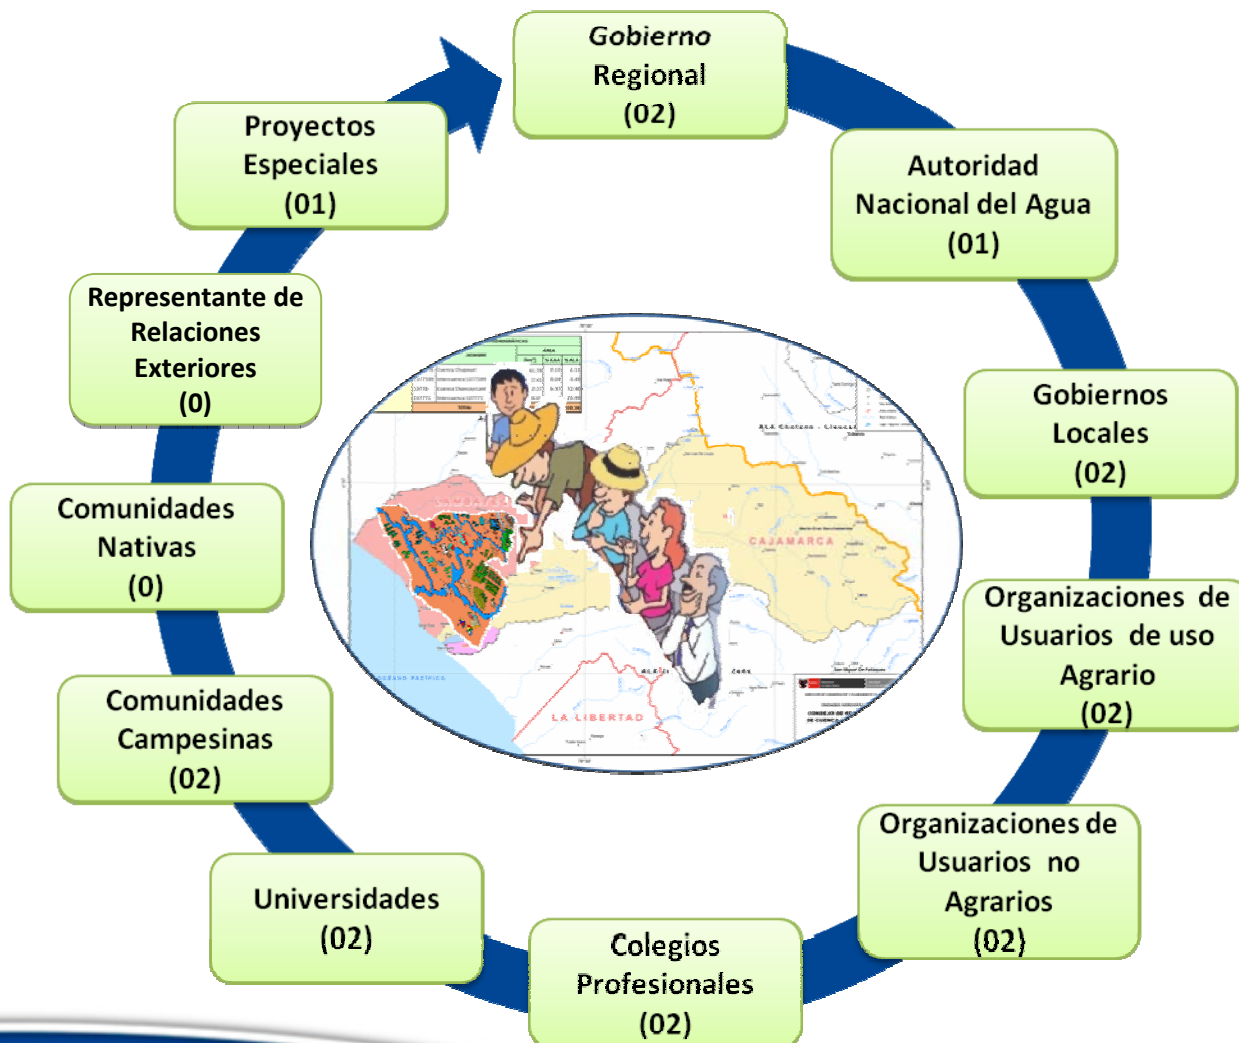 Gobierno
Regional
(02)
Autoridad
Nacional del Agua
(01)
Gobiernos
Locales
(02)
Organizaciones de
Usuarios de uso
Agrario
(02)
Organizaciones de
Usuarios no
Agrarios
(02)
Colegios
Profesionales
(02)
Universidades
(02)
Comunidades
Campesinas
(02)
Comunidades
Nativas
(0)
Representante de
Relaciones
Exteriores
(0)
Proyectos
Especiales
(01)
CAJAMARCA
LA LIBERTAD
OCEANO PACÍFICO